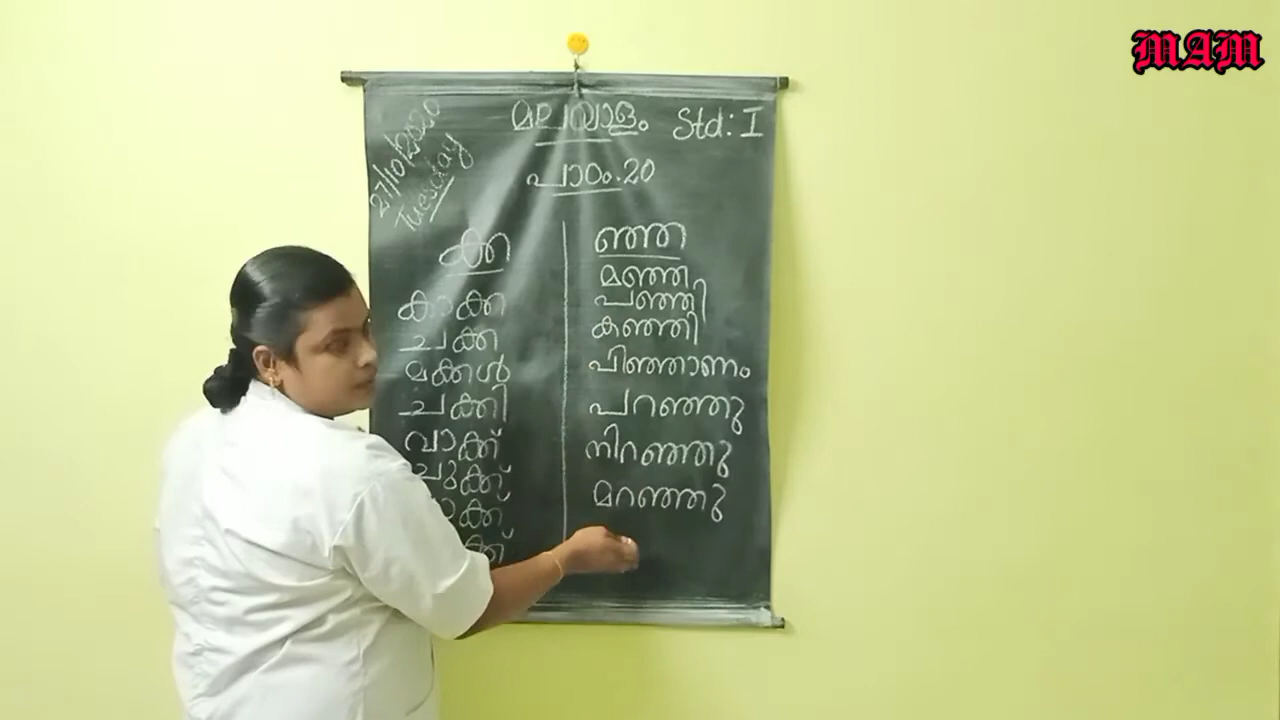 MAM
27/10/2020
Tuesday
മലയാളം Std: I
പാഠം.20
ക്ക
കാക്ക
ചക്ക
മക്കൾ
ചക്കി
വാക്ക്
ചുക്ക്
ഞ്ഞ
മഞ്ഞ
പഞ്ഞി
കഞ്ഞി
പിഞ്ഞാണം
പറഞ്ഞു
നിറഞ്ഞു
മറഞ്ഞു